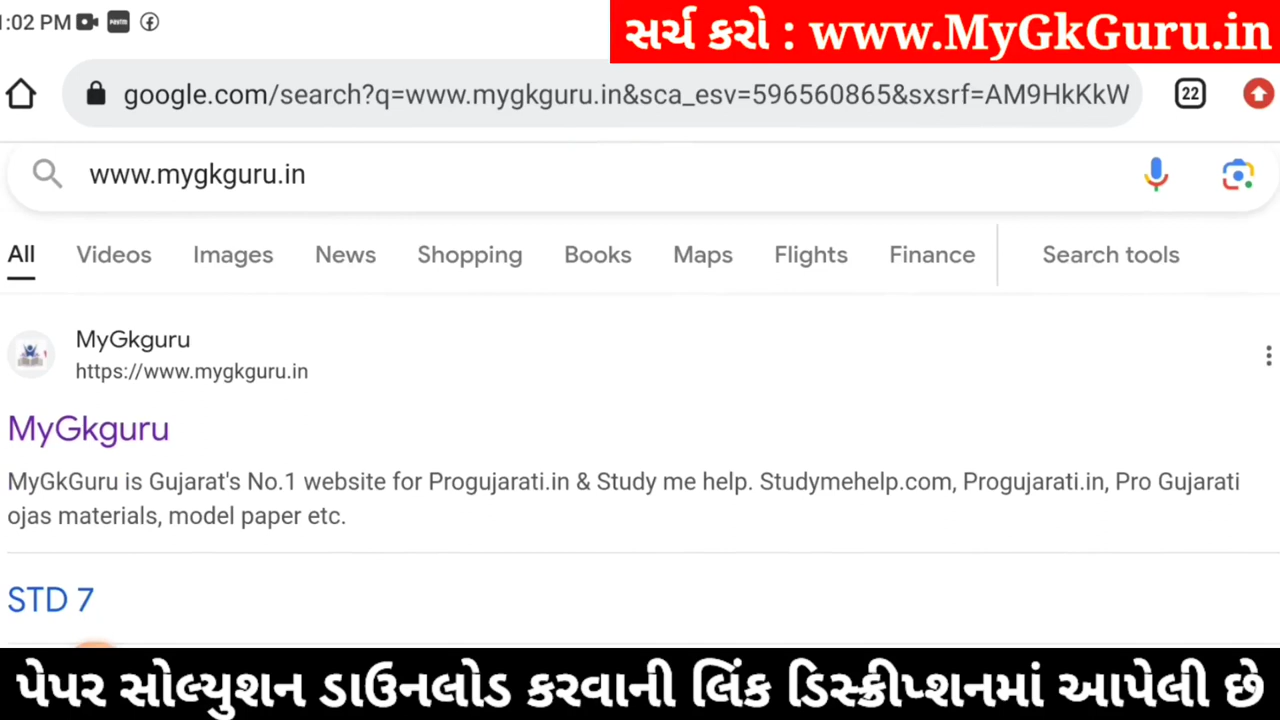 1:02 PM
સર્ચ કરો : www.MyGkGuru.in
google.com/search?q=www.mygkguru.in&sca_esv=596560865&sxsrf=AM9HkKkW
22
www.mygkguru.in
All Videos Images News Shopping Books Maps Flights Finance Search tools
MyGkguru
https://www.mygkguru.in
MyGkguru
MyGkGuru is Gujarat's No.1 website for Progujarati.in & Study me help. Studymehelp.com, Progujarati.in, Pro Gujarati
ojas materials, model paper etc.
STD 7
પેપર સોલ્યુશન ડાઉનલોડ કરવાની લિંક ડિસ્ક્રીપ્શનમાં આપેલી છે